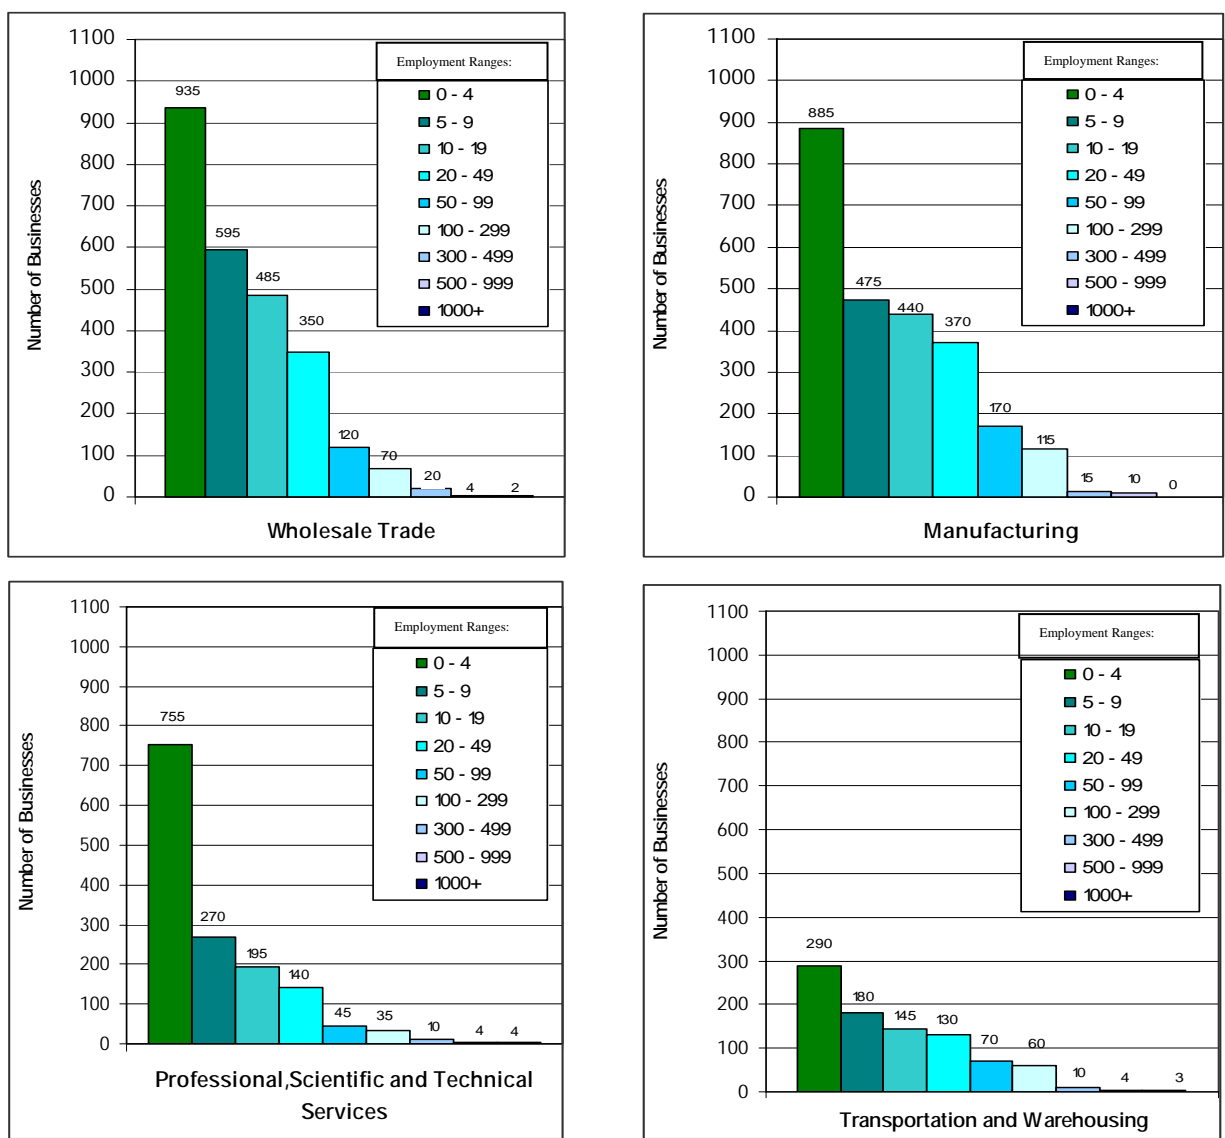 1100
1000
900
800
700
600
500
400
300
200
100
0
Number of Businesses
935
595
485
350
120
70
20
4
2
Employment Ranges:
0 - 4
5 - 9
10 - 19
20 - 49
50 - 99
100 - 299
300 - 499
500 - 999
1000+
Wholesale Trade
1100
1000
900
800
700
600
500
400
300
200
100
0
Number of Businesses
885
475
440
370
170
115
15
10
0
Employment Ranges:
0 - 4
5 - 9
10 - 19
20 - 49
50 - 99
100 - 299
300 - 499
500 - 999
1000+
Manufacturing
1100
1000
900
800
700
600
500
400
300
200
100
0
Number of Businesses
755
270
195
140
45
35
10
4
4
Employment Ranges:
0 - 4
5 - 9
10 - 19
20 - 49
50 - 99
100 - 299
300 - 499
500 - 999
1000+
Professional,Scientific and Technical
Services
1100
1000
900
800
700
600
500
400
300
200
100
0
Number of Businesses
290
180
145
130
70
60
10
4
3
Employment Ranges:
0 - 4
5 - 9
10 - 19
20 - 49
50 - 99
100 - 299
300 - 499
500 - 999
1000+
Transportation and Warehousing